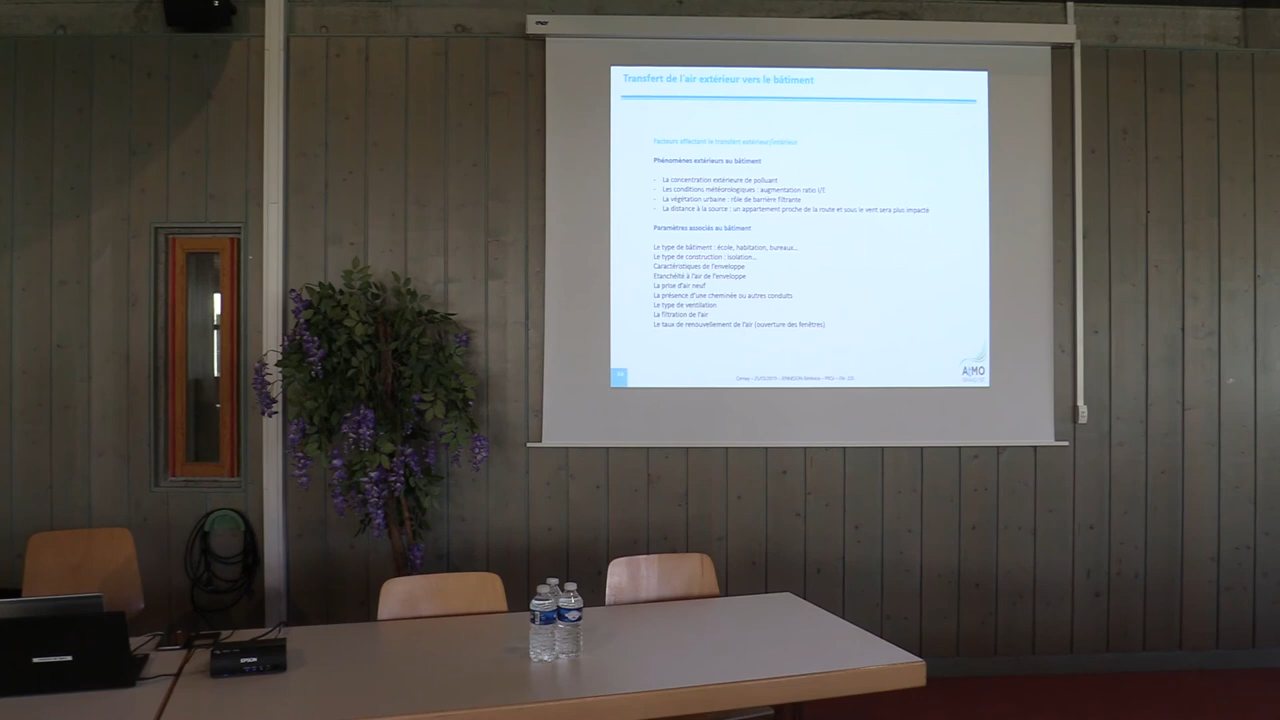 Transfert de l'air extérieur vers le bâtiment
Facteurs affectant le transfert extérieur/intérieur
Phénomènes extérieurs au bâtiment
- La concentration extérieure de polluant
- Les conditions météorologiques : augmentation ratio I/E
- La végétation urbaine : rôle de barrière filtrante
- La distance à la source : un appartement proche de la route et sous le vent sera plus impacté
Paramètres associés au bâtiment
Le type de bâtiment : école, habitation, bureaux...
Le type de construction : isolation...
Caractéristiques de l'enveloppe
Etanchéité à l'air de l'enveloppe
La prise d'air neuf
La présence d'une cheminée ou autres conduits
Le type de ventilation
La filtration de l'air
Le taux de renouvellement de l'air (ouverture des fenêtres)
EPSON